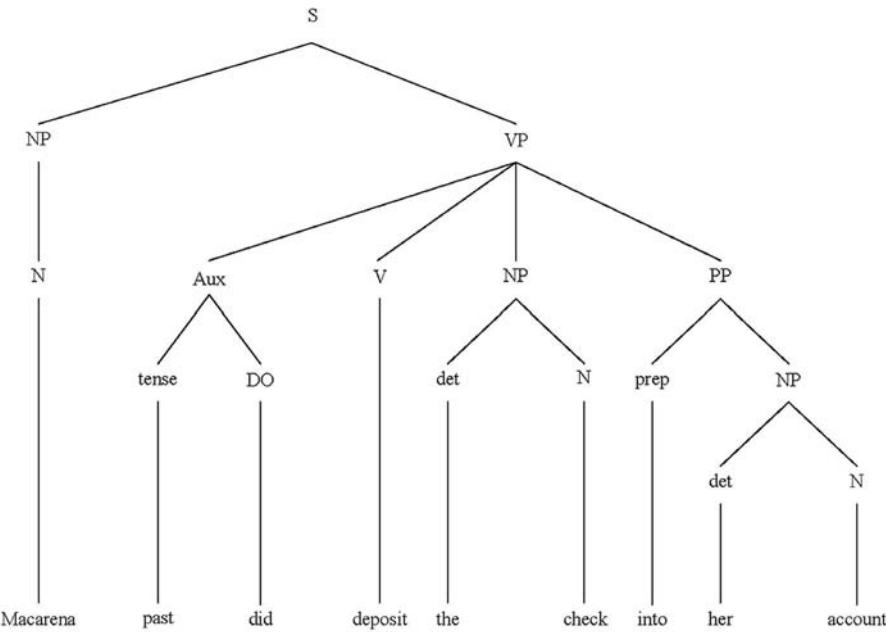 S
NP VP
N Aux V NP PP
tense DO det N prep NP
det N
Macarena past did deposit the check into her account